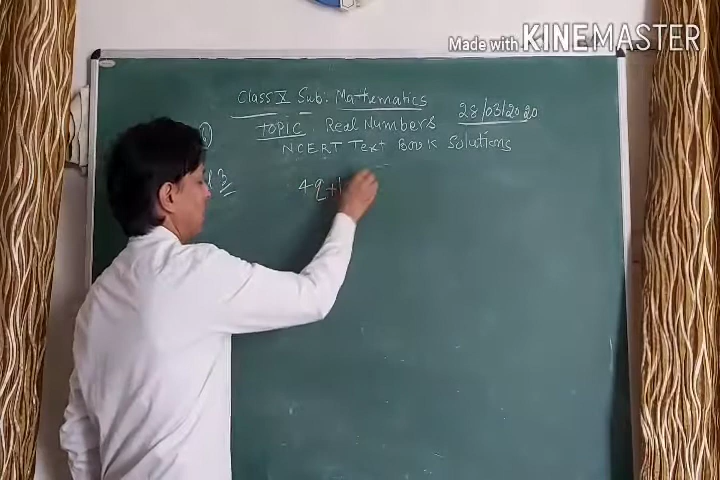 Made with KINEMASTER
Class X Sub: Mathematics
28/03/2020
TOPIC: Real Numbers
NCERT Text Book Solutions
4q+1